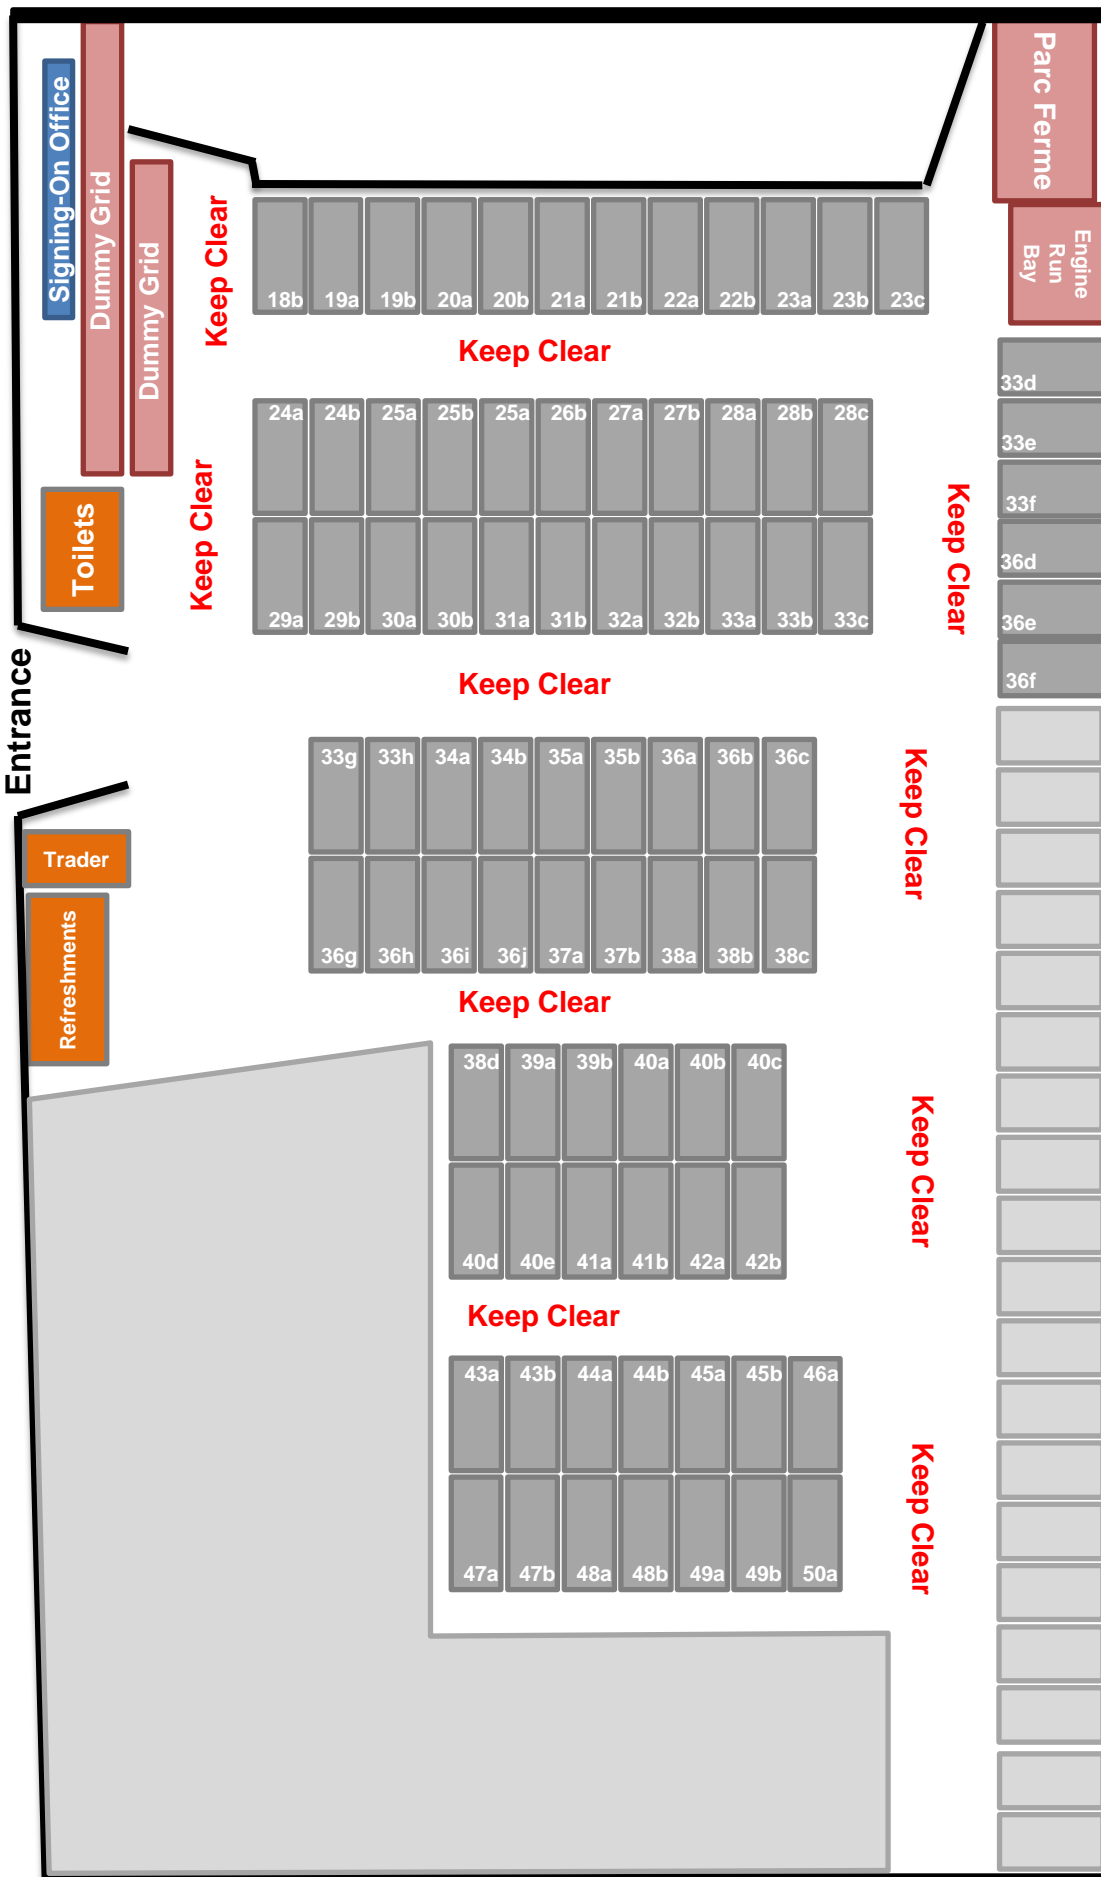 Signing-On Office
Dummy Grid
Dummy Grid
Parc Ferme
Engine
Run
Bay
Keep Clear
18b 19a 19b 20a 20b 21a 21b 22a 22b 23a 23b 23c
Keep Clear
33d
33e
33f
36d
36e
36f
24a 24b 25a 25b 25a 26b 27a 27b 28a 28b 28c
Keep Clear
Toilets
Keep Clear
29a 29b 30a 30b 31a 31b 32a 32b 33a 33b 33c
Entrance
Keep Clear
33g 33h 34a 34b 35a 35b 36a 36b 36c
Keep Clear
Trader
Refreshments
36g 36h 36i 36j 37a 37b 38a 38b 38c
Keep Clear
38d 39a 39b 40a 40b 40c
Keep Clear
40d 40e 41a 41b 42a 42b
Keep Clear
43a 43b 44a 44b 45a 45b 46a
Keep Clear
47a 47b 48a 48b 49a 49b 50a